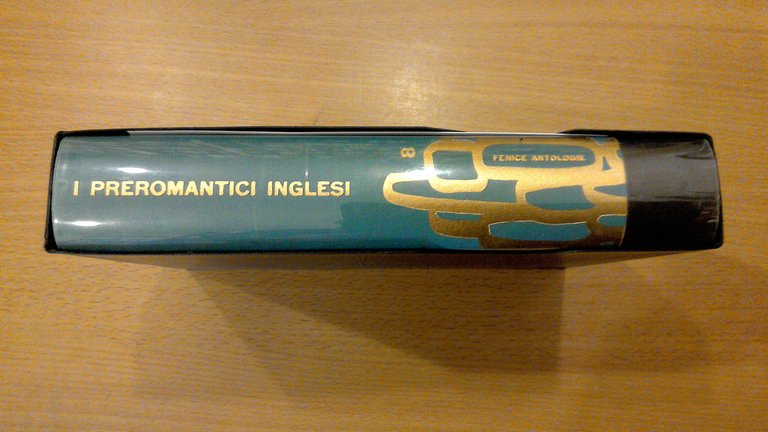 I PREROMANTICI INGLESI
8
FENICE ANTOLOGIE